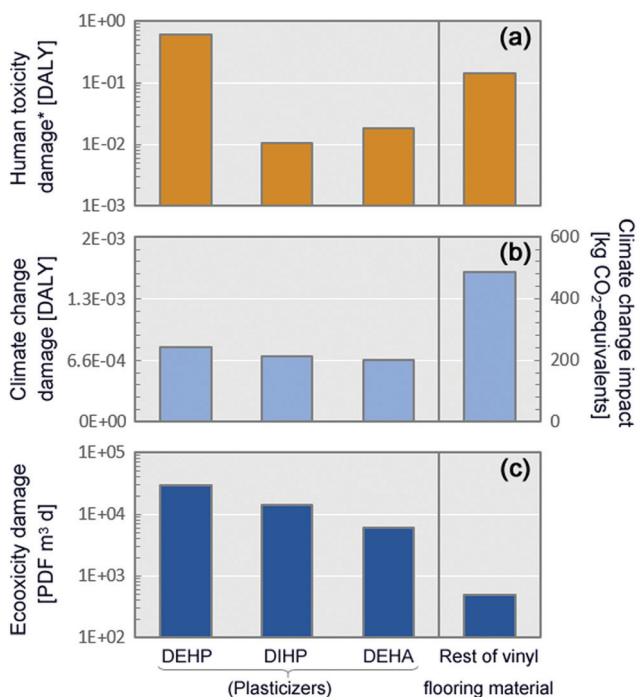 Human toxicity
damage* [DALY]
1E+00
1E-01
1E-02
1E-03
(a)
Climate change
damage [DALY]
2E-03
1.3E-03
6.6E-04
0E+00
(b)
600
400
200
0
Climate change impact
[kg CO₂-equivalents]
Ecooxicity damage
[PDF m³ d]
1E+05
1E+04
1E+03
1E+02
(c)
DEHP DIHP DEHA Rest of vinyl
(Plasticizers) flooring material